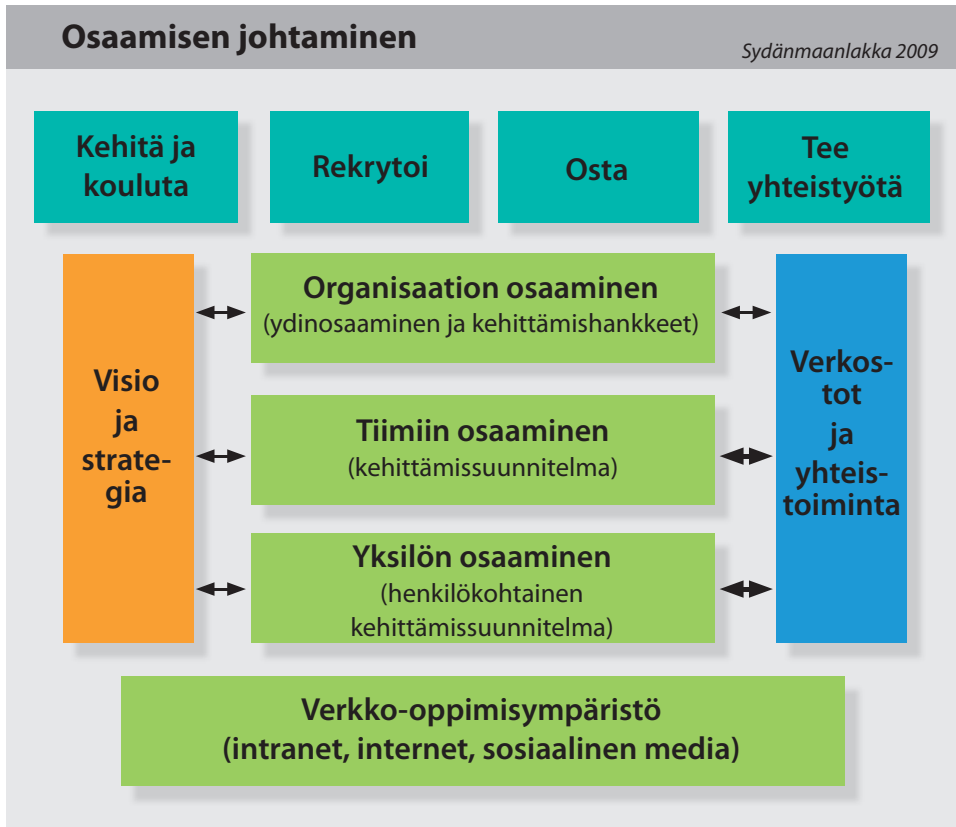 Osaamisen johtaminen
Sydänmaanlakka 2009
Kehitä ja
kouluta
Rekrytoi
Osta
Tee
yhteistyötä
Visio
ja
strate-
gia
Organisaation osaaminen
(ydinosaaminen ja kehittämishankkeet)
Tiimiin osaaminen
(kehittämissuunnitelma)
Yksilön osaaminen
(henkilökohtainen
kehittämissuunnitelma)
Verkos-
tot
ja
yhteis-
toiminta
Verkko-oppimisympäristö
(intranet, internet, sosiaalinen media)